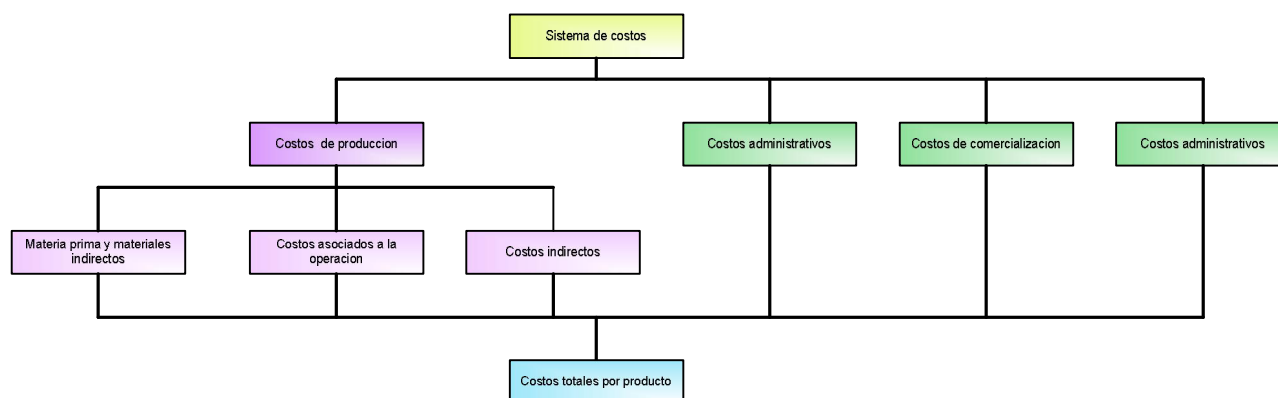 Sistema de costos
Costos de produccion
Costos administrativos
Costos de comercializacion
Costos administrativos
Materia prima y materiales
indirectos
Costos asociados a la
operacion
Costos indirectos
Costos totales por producto